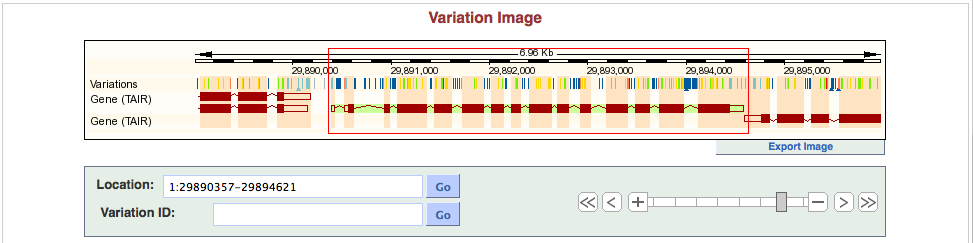 Variation Image
6.96 Kb
29,890,000 29,891,000 29,892,000 29,893,000 29,894,000 29,895,000
Variations
Gene (TAIR)
Gene (TAIR)
Export Image
Location: 1:29890357-29894621 Go
Variation ID: Go